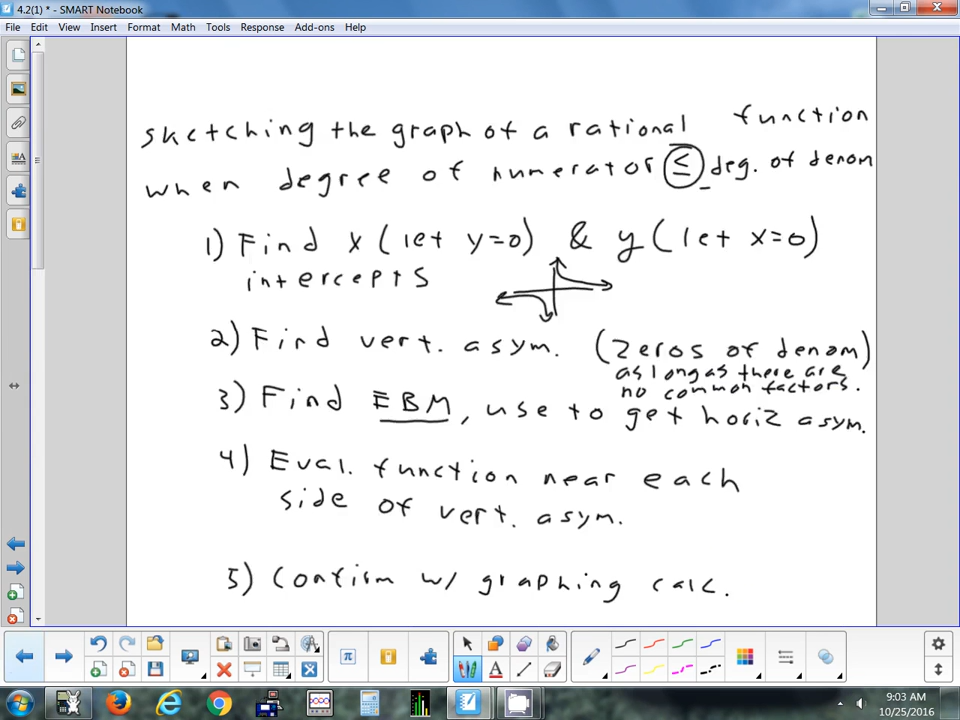 4.2(1) * - SMART Notebook
File Edit View Insert Format Math Tools Response Add-ons Help
sketching the graph of a rational function
when degree of numerator ≤ deg. of denom
1) Find x (let y=0) & y (let x=0)
intercepts
2) Find vert. asym. (zeros of denom)
as long as there are
no common factors.
3) Find EBM, use to get horiz asym.
4) Eval. function near each
side of vert. asym.
5) Confirm w/ graphing calc.
9:03 AM
10/25/2016